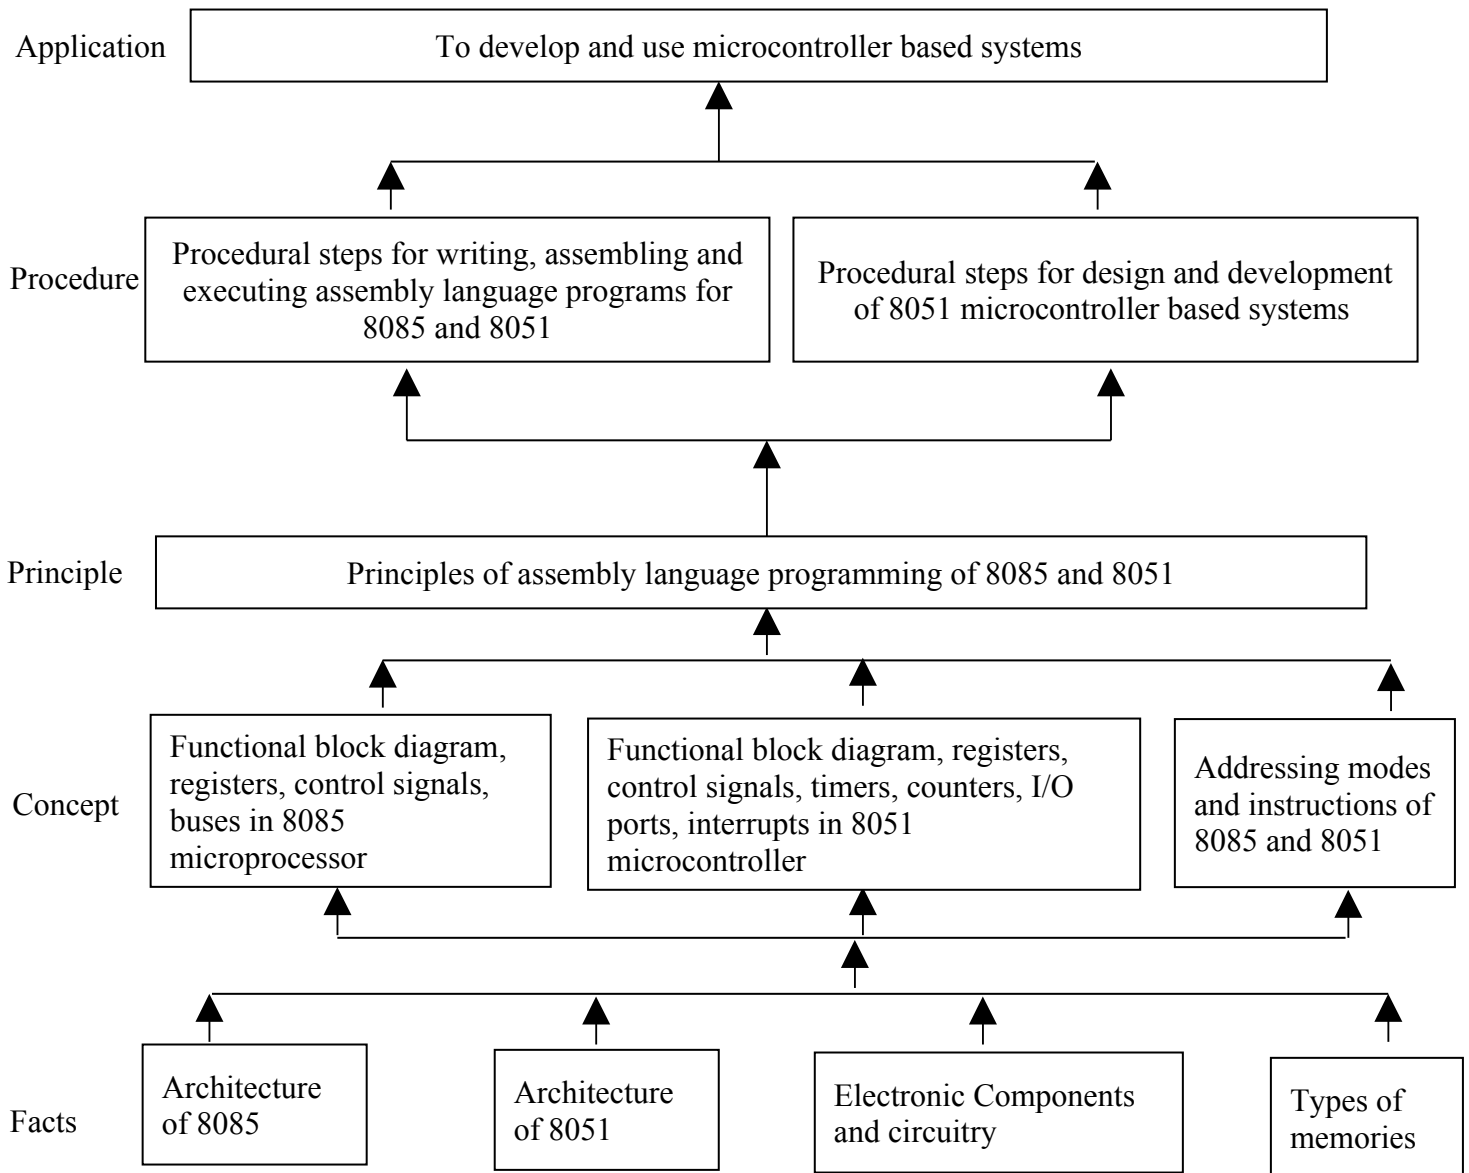 Application
To develop and use microcontroller based systems
Procedure
Procedural steps for writing, assembling and
executing assembly language programs for
8085 and 8051
Procedural steps for design and development
of 8051 microcontroller based systems
Principle
Principles of assembly language programming of 8085 and 8051
Concept
Functional block diagram,
registers, control signals,
buses in 8085
microprocessor
Functional block diagram, registers,
control signals, timers, counters, I/O
ports, interrupts in 8051
microcontroller
Addressing modes
and instructions of
8085 and 8051
Facts
Architecture
of 8085
Architecture
of 8051
Electronic Components
and circuitry
Types of
memories